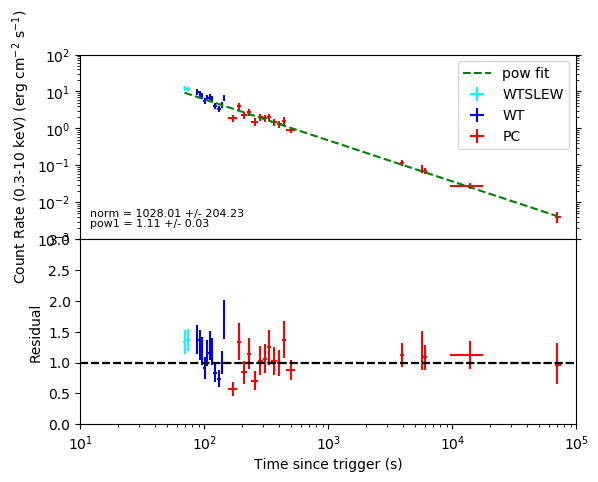 Count Rate (0.3-10 keV) (erg cm⁻² s⁻¹)
10²
10¹
10⁰
10⁻¹
10⁻²
10⁻³
pow fit
WTSLEW
WT
PC
norm = 1028.01 +/- 204.23
pow1 = 1.11 +/- 0.03
Residual
3.0
2.5
2.0
1.5
1.0
0.5
0.0
10¹ 10² 10³ 10⁴ 10⁵
Time since trigger (s)